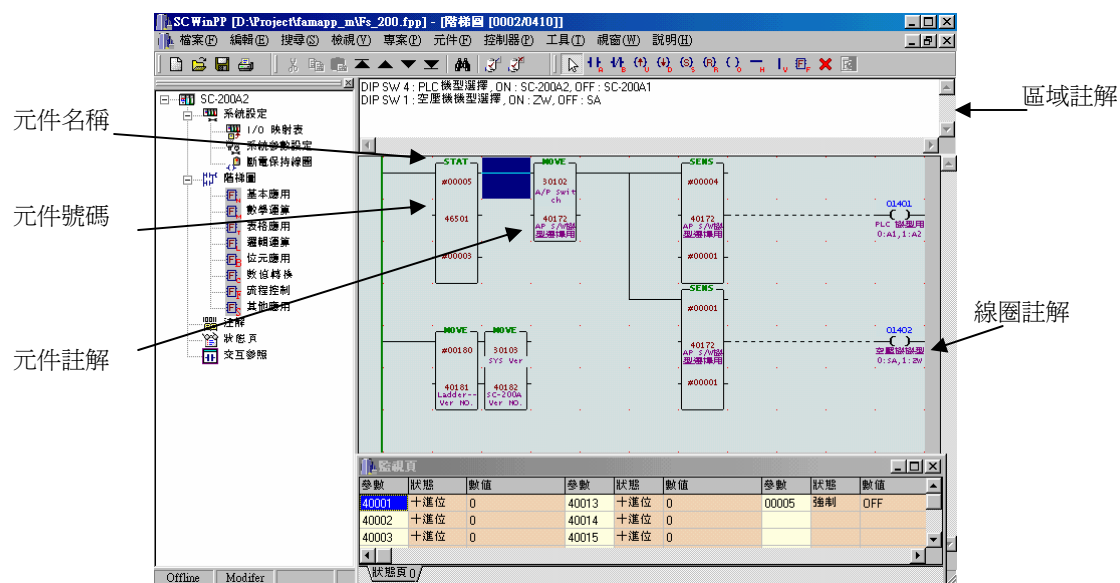 SCWinPP [D:\Project\famapp_m\Fs_200.fpp] - [階梯圖 [0002/0410]]
檔案(F) 編輯(E) 搜尋(S) 檢視(V) 專案(P) 元件(F) 控制器(P) 工具(I) 視窗(W) 說明(H)
DIP SW 4 : PLC 機型選擇, ON : SC-200A2, OFF : SC-200A1
DIP SW 1 : 空壓機機型選擇, ON : ZW, OFF : SA
區域註解
元件名稱
元件號碼
元件註解
線圈註解
SC-200A2
系統設定
I/O 映射表
系統參數設定
斷電保持線圈
階梯圖
基本應用
數學運算
表格應用
邏輯運算
位元應用
數值轉換
流程控制
其他應用
注解
狀態頁
交互參照
STAT
#00005
46501
#00003
MOVE
30102
A/P Swit
ch
40172
AP S/W機
型選擇用
SENS
#00004
40172
AP S/W機
型選擇用
#00001
01401
PLC 機型用
0:A1,1:A2
SENS
#00001
40172
AP S/W機
型選擇用
#00001
01402
空壓機機型
0:SA,1:ZW
MOVE
#00180
40181
Ladder--
Ver NO.
MOVE
30103
SYS Ver
40182
SC-200A
Ver NO.
監視頁
參數 狀態 數值 參數 狀態 數值 參數 狀態 數值
40001 十進位 0 40013 十進位 0 00005 強制 OFF
40002 十進位 0 40014 十進位 0
40003 十進位 0 40015 十進位 0
狀態頁0
Offline Modifer